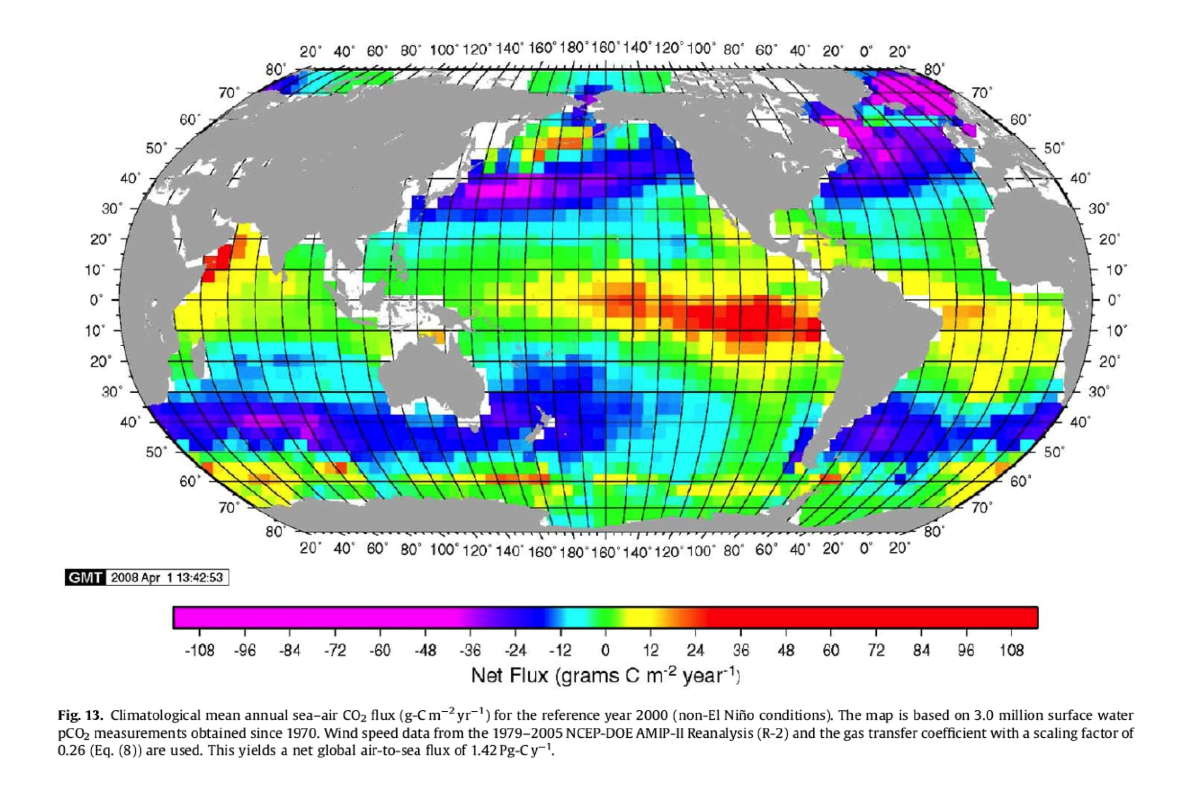 20° 40° 60° 80° 100° 120° 140° 160° 180° 160° 140° 120° 100° 80° 60° 40° 20° 0° 20°
80° 80°
70° 70°
60° 60°
50° 50°
40° 40°
30° 30°
20° 20°
10° 10°
0° 0°
10° 10°
20° 20°
30° 30°
40° 40°
50° 50°
60° 60°
70° 70°
80° 80°
20° 40° 60° 80° 100° 120° 140° 160° 180° 160° 140° 120° 100° 80° 60° 40° 20° 0° 20°
GMT 2008 Apr 1 13:42:53
-108 -96 -84 -72 -60 -48 -36 -24 -12 0 12 24 36 48 60 72 84 96 108
Net Flux (grams C m⁻² year⁻¹)
Fig. 13. Climatological mean annual sea–air CO₂ flux (g-C m⁻² yr⁻¹) for the reference year 2000 (non-El Niño conditions). The map is based on 3.0 million surface water
pCO₂ measurements obtained since 1970. Wind speed data from the 1979–2005 NCEP-DOE AMIP-II Reanalysis (R-2) and the gas transfer coefficient with a scaling factor of
0.26 (Eq. (8)) are used. This yields a net global air-to-sea flux of 1.42 Pg-C y⁻¹.